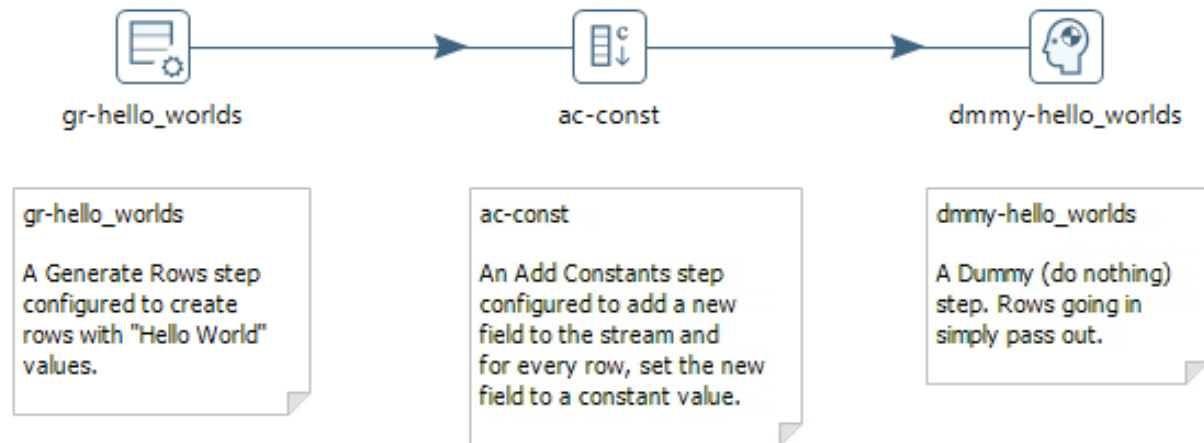 gr-hello_worlds
ac-const
dmmy-hello_worlds
gr-hello_worlds
A Generate Rows step
configured to create
rows with "Hello World"
values.
ac-const
An Add Constants step
configured to add a new
field to the stream and
for every row, set the new
field to a constant value.
dmmy-hello_worlds
A Dummy (do nothing)
step. Rows going in
simply pass out.